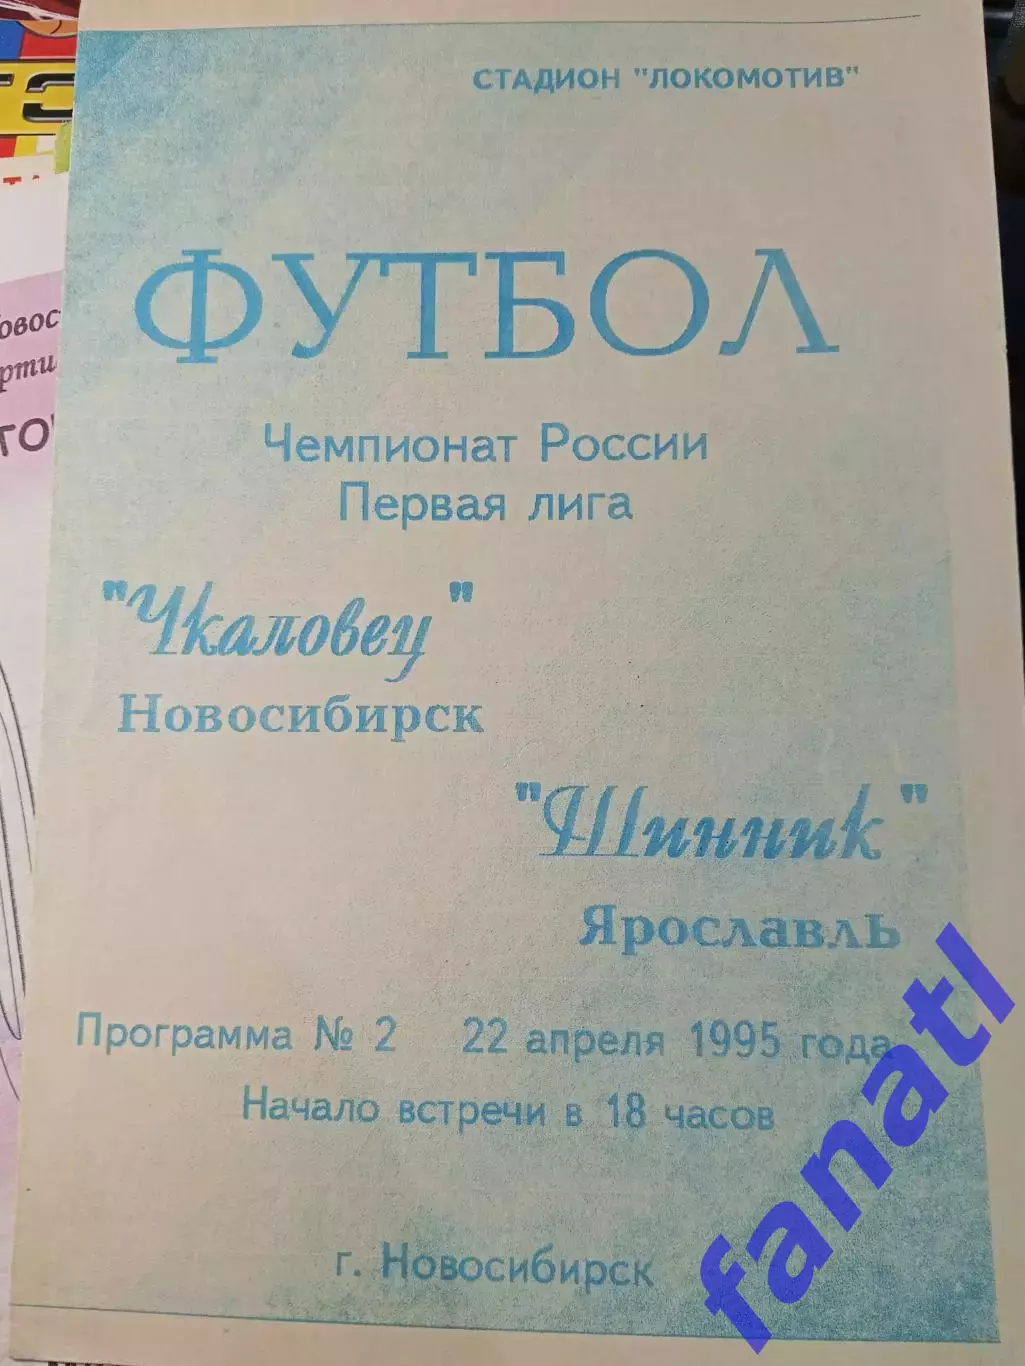 СТАДИОН "ЛОКОМОТИВ"
ФУТБОЛ
Чемпионат России
Первая лига
"Чкаловец"
Новосибирск
"Шинник"
Ярославль
Программа № 2 22 апреля 1995 года
Начало встречи в 18 часов
г. Новосибирск
fanatl